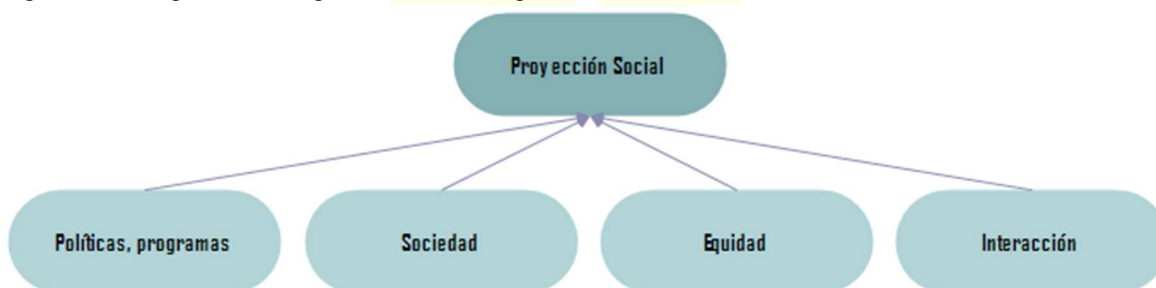 Proyección Social
Políticas, programas
Sociedad
Equidad
Interacción